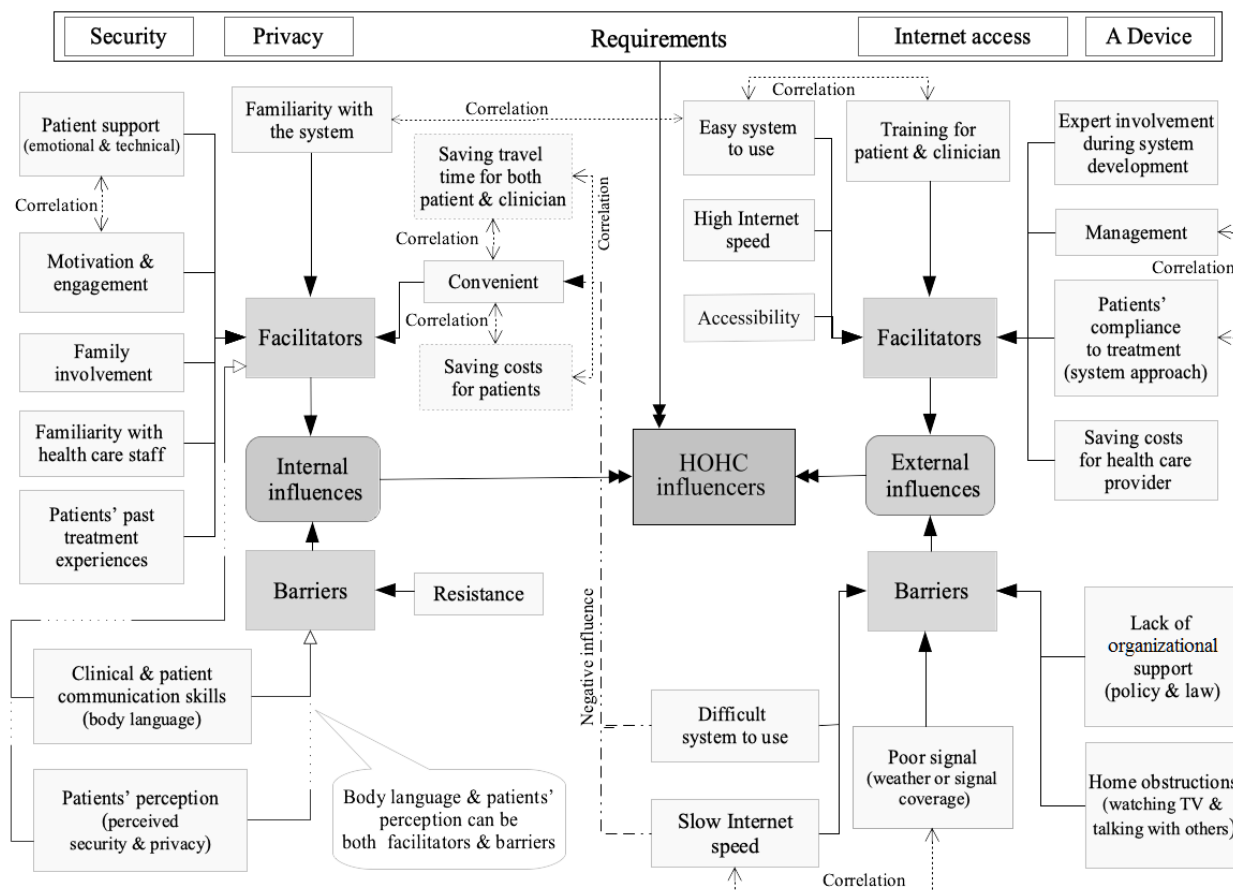 Security
Privacy
Requirements
Internet access
A Device
Patient support
(emotional & technical)
Correlation
Motivation &
engagement
Family
involvement
Familiarity with
health care staff
Patients' past
treatment
experiences
Familiarity with
the system
Correlation
Saving travel
time for both
patient & clinician
Correlation
Convenient
Correlation
Saving costs
for patients
Correlation
Facilitators
Internal
influences
Barriers
Resistance
Clinical & patient
communication skills
(body language)
Patients' perception
(perceived
security & privacy)
Body language & patients'
perception can be
both facilitators & barriers
Negative influence
HOHC
influencers
Easy system
to use
Correlation
Training for
patient & clinician
High Internet
speed
Accessibility
Facilitators
External
influences
Barriers
Expert involvement
during system
development
Management
Correlation
Patients'
compliance
to treatment
(system approach)
Saving costs
for health care
provider
Difficult
system to use
Slow Internet
speed
Poor signal
(weather or signal
coverage)
Correlation
Lack of
organizational
support
(policy & law)
Home obstructions
(watching TV &
talking with others)